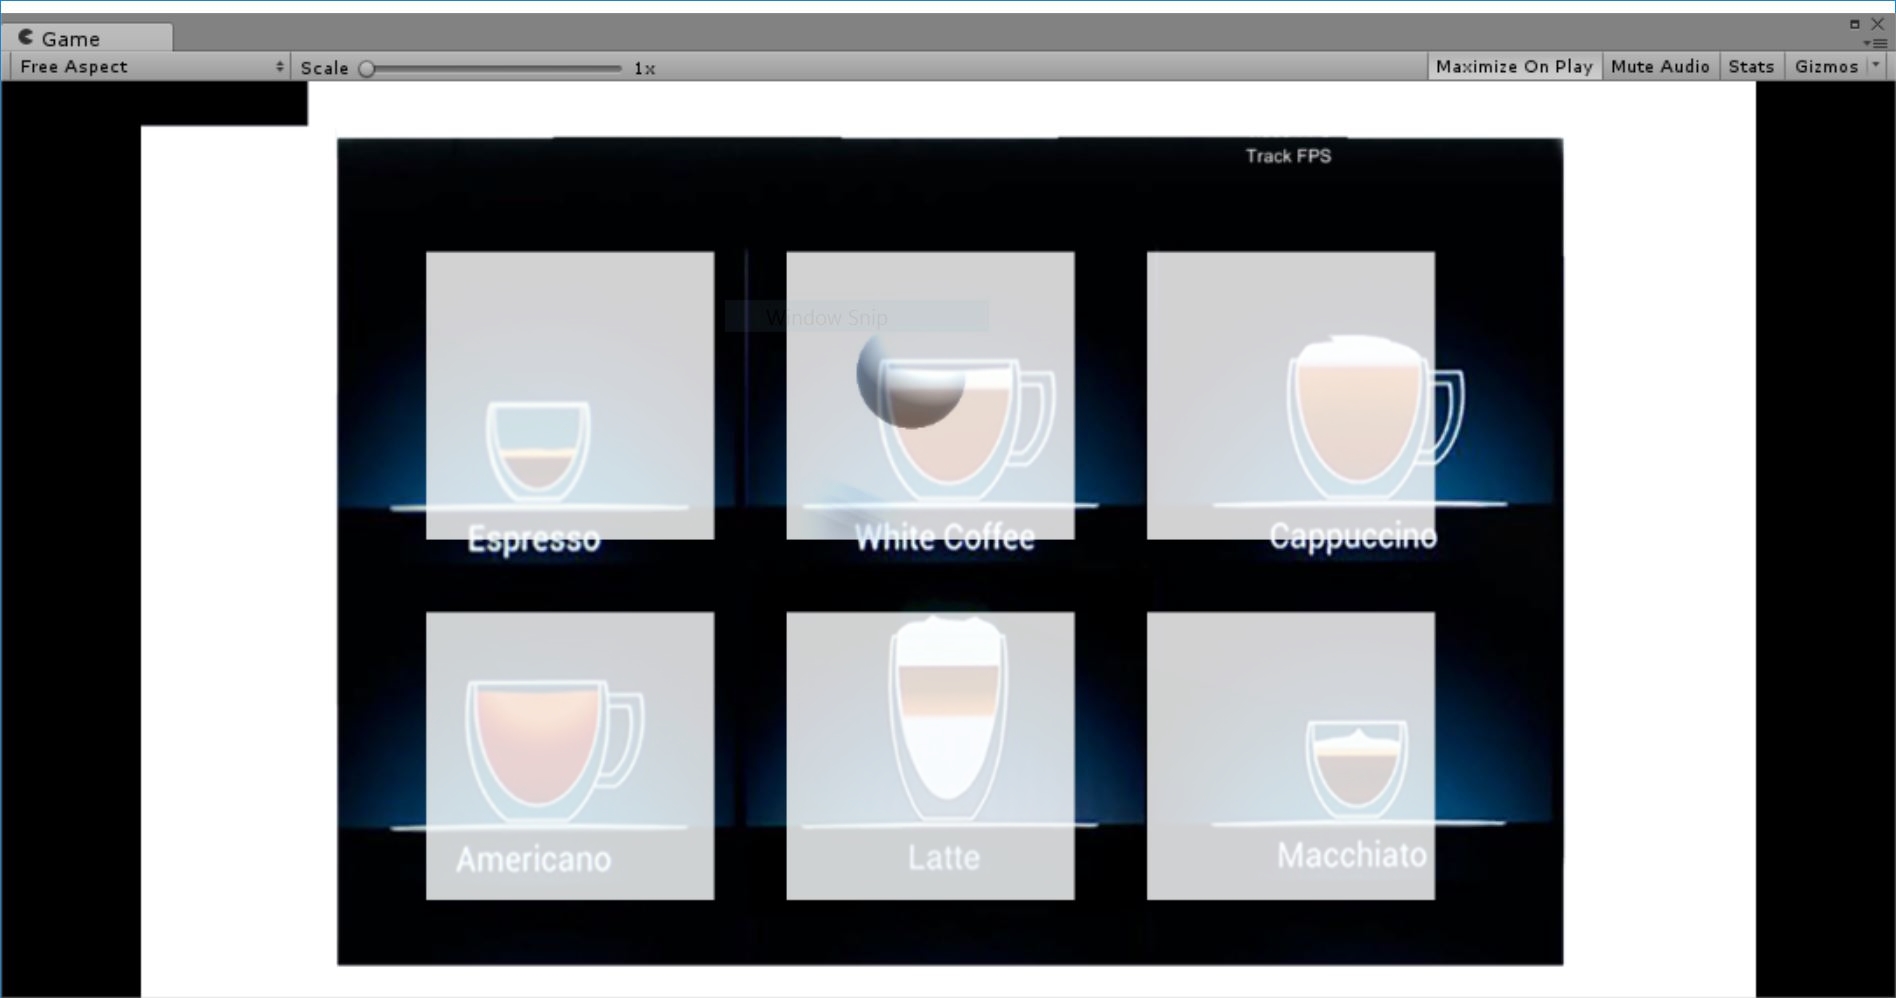 Game
Free Aspect Scale 1x Maximize On Play Mute Audio Stats Gizmos
Track FPS
Window Snip
Espresso White Coffee Cappuccino
Americano Latte Macchiato